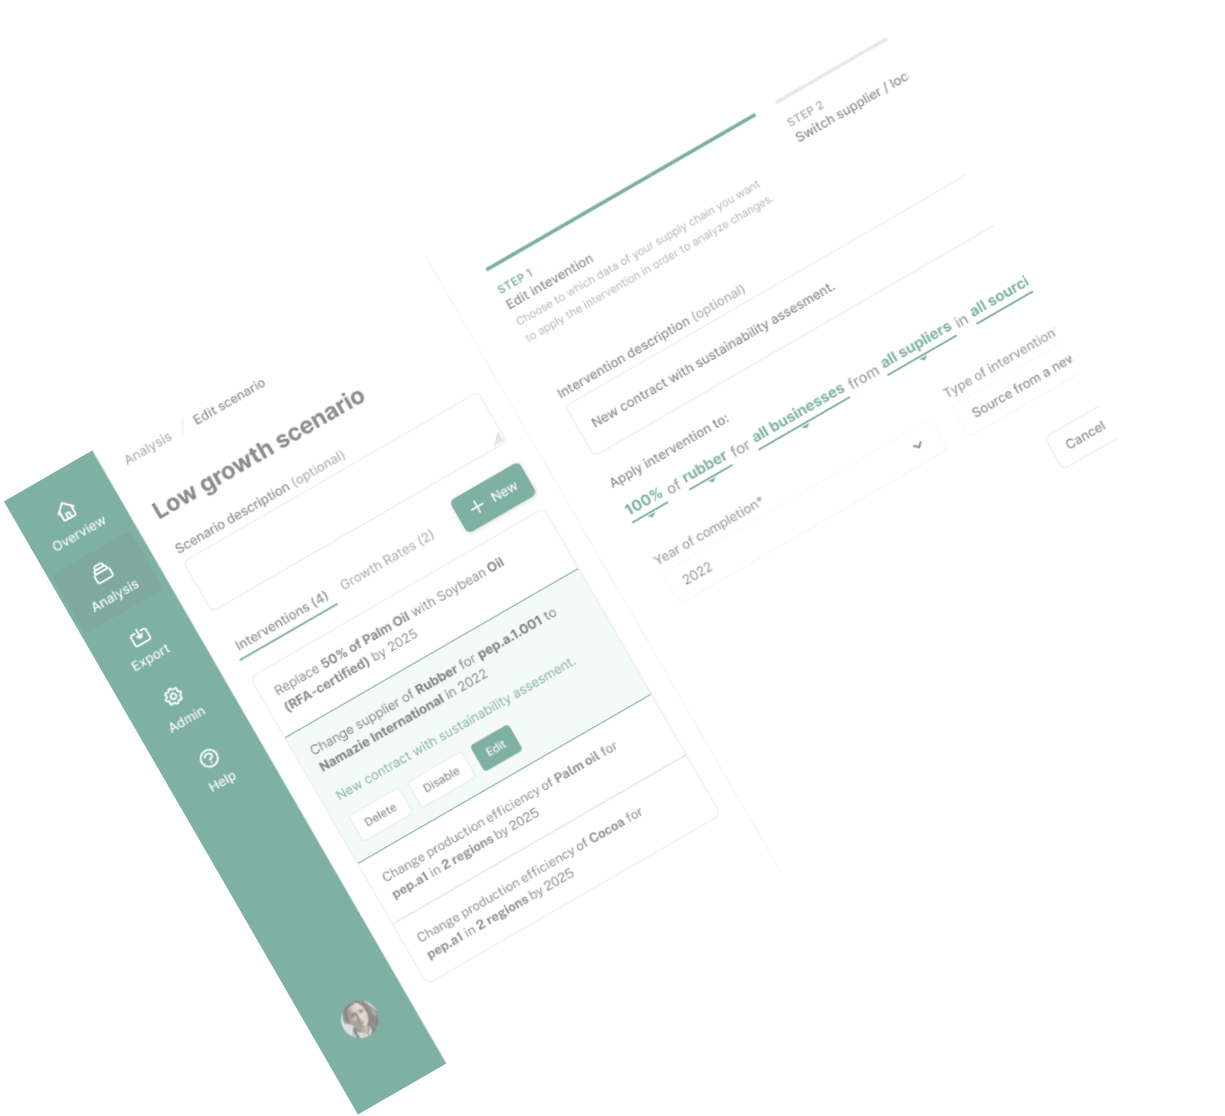 Overview
Analysis
Export
Admin
Help
Analysis / Edit scenario
Low growth scenario
Scenario description (optional)
Interventions (4)
Growth Rates (2)
+ New
Replace 50% of Palm Oil with Soybean Oil
(RFA-certified) by 2025
Change supplier of Rubber for pep.a.1.001 to
Namazie International in 2022
New contract with sustainability assesment.
Delete
Disable
Edit
Change production efficiency of Palm oil for
pep.a1 in 2 regions by 2025
Change production efficiency of Cocoa for
pep.a1 in 2 regions by 2025
STEP 1
Edit intevention
Choose to which data of your supply chain you want
to apply the intervention in order to analyze changes.
STEP 2
Switch supplier / loc
Intervention description (optional)
New contract with sustainability assesment.
Apply intervention to:
100% of rubber for all businesses from all supliers in all sourci
Year of completion*
2022
Type of intervention
Source from a new
Cancel